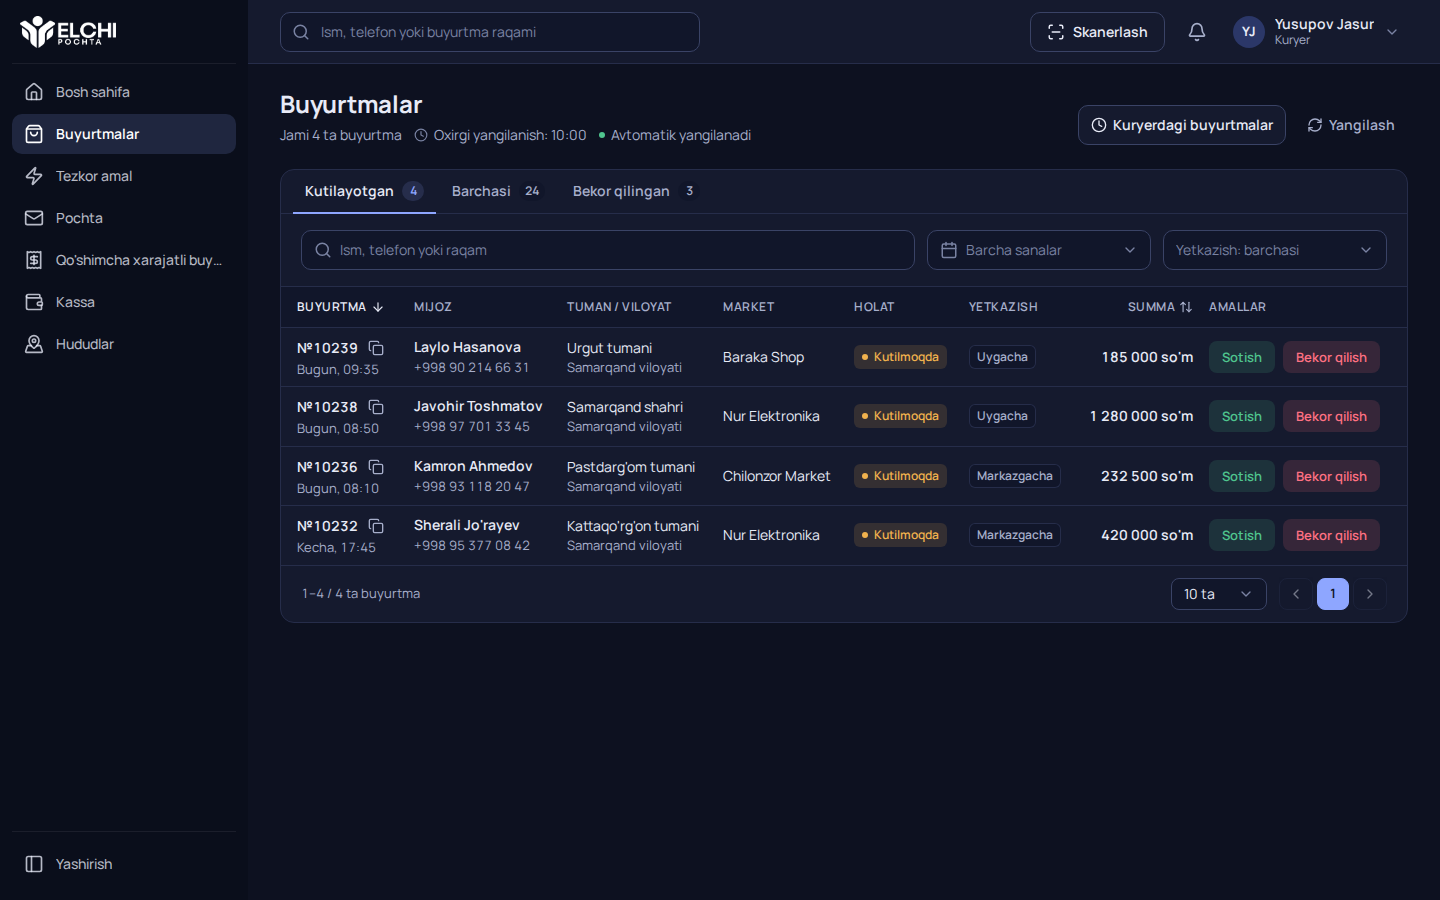 ELCHI
POCHTA
Ism, telefon yoki buyurtma raqami
Skanerlash
YJ
Yusupov Jasur
Kuryer
Bosh sahifa
Buyurtmalar
Tezkor amal
Pochta
Qo'shimcha xarajatli buy...
Kassa
Hududlar
Yashirish
Buyurtmalar
Jami 4 ta buyurtma Oxirgi yangilanish: 10:00 Avtomatik yangilanadi
Kuryerdagi buyurtmalar
Yangilash
Kutilayotgan 4 Barchasi 24 Bekor qilingan 3
Ism, telefon yoki raqam
Barcha sanalar
Yetkazish: barchasi
BUYURTMA MIJOZ TUMAN / VILOYAT MARKET HOLAT YETKAZISH SUMMA AMALLAR
№10239 Laylo Hasanova Urgut tumani Baraka Shop Kutilmoqda Uygacha 185 000 so'm Sotish Bekor qilish
Bugun, 09:35 +998 90 214 66 31 Samarqand viloyati
№10238 Javohir Toshmatov Samarqand shahri Nur Elektronika Kutilmoqda Uygacha 1 280 000 so'm Sotish Bekor qilish
Bugun, 08:50 +998 97 701 33 45 Samarqand viloyati
№10236 Kamron Ahmedov Pastdarg'om tumani Chilonzor Market Kutilmoqda Markazgacha 232 500 so'm Sotish Bekor qilish
Bugun, 08:10 +998 93 118 20 47 Samarqand viloyati
№10232 Sherali Jo'rayev Kattaqo'rg'on tumani Nur Elektronika Kutilmoqda Markazgacha 420 000 so'm Sotish Bekor qilish
Kecha, 17:45 +998 95 377 08 42 Samarqand viloyati
1–4 / 4 ta buyurtma
10 ta
1